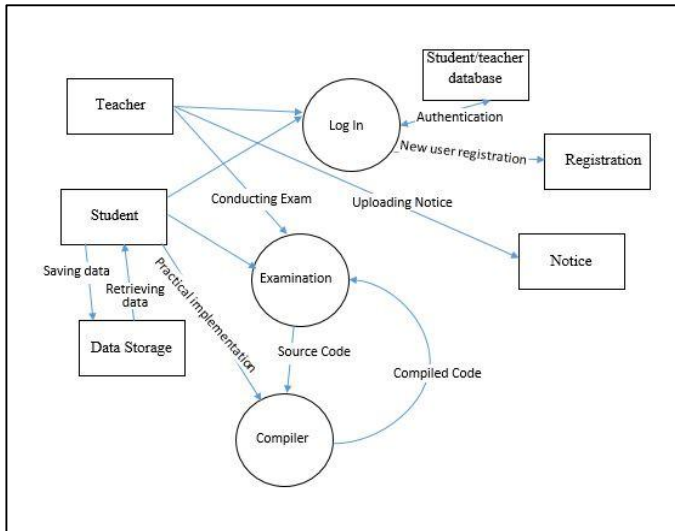 Student/teacher
database
Teacher
Log In
Authentication
New user registration
Registration
Conducting Exam
Uploading Notice
Student
Notice
Saving data
Retrieving
data
Practical implementation
Examination
Data Storage
Source Code
Compiled Code
Compiler